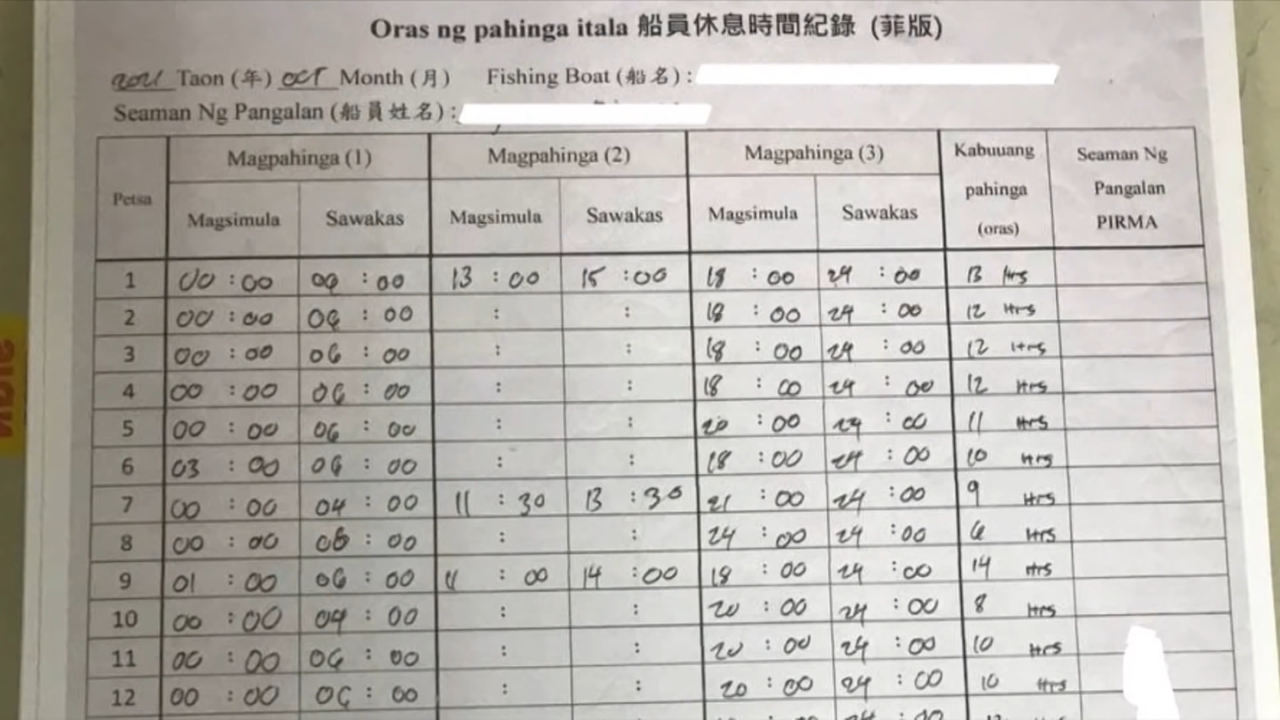 Oras ng pahinga itala 船員休息時間紀錄 (菲版)
2021 Taon (年) OCT Month (月) Fishing Boat (船名) :
Seaman Ng Pangalan (船員姓名) :
Petsa Magpahinga (1) Magpahinga (2) Magpahinga (3) Kabuuang pahinga (oras) Seaman Ng Pangalan PIRMA
Magsimula Sawakas Magsimula Sawakas Magsimula Sawakas
1 00 : 00 : 00 13 : 00 15 : 00 18 : 00 24 : 00 13 Hrs
2 00 : 00 06 : 00 : : 18 : 00 24 : 00 12 Hrs
3 00 : 00 06 : 00 : : 18 : 00 24 : 00 12 Hrs
4 00 : 00 06 : 00 : : 18 : 00 24 : 00 12 Hrs
5 00 : 00 06 : 00 : : 20 : 00 24 : 00 11 Hrs
6 03 : 00 06 : 00 : : 18 : 00 24 : 00 10 Hrs
7 00 : 00 04 : 00 11 : 30 13 : 30 21 : 00 24 : 00 9 Hrs
8 00 : 00 06 : 00 : : 24 : 00 24 : 00 6 Hrs
9 01 : 00 06 : 00 11 : 00 14 : 00 18 : 00 24 : 00 14 Hrs
10 00 : 00 04 : 00 : : 20 : 00 24 : 00 8 Hrs
11 00 : 00 06 : 00 : : 20 : 00 24 : 00 10 Hrs
12 00 : 00 06 : 00 : : 20 : 00 24 : 00 10 Hrs